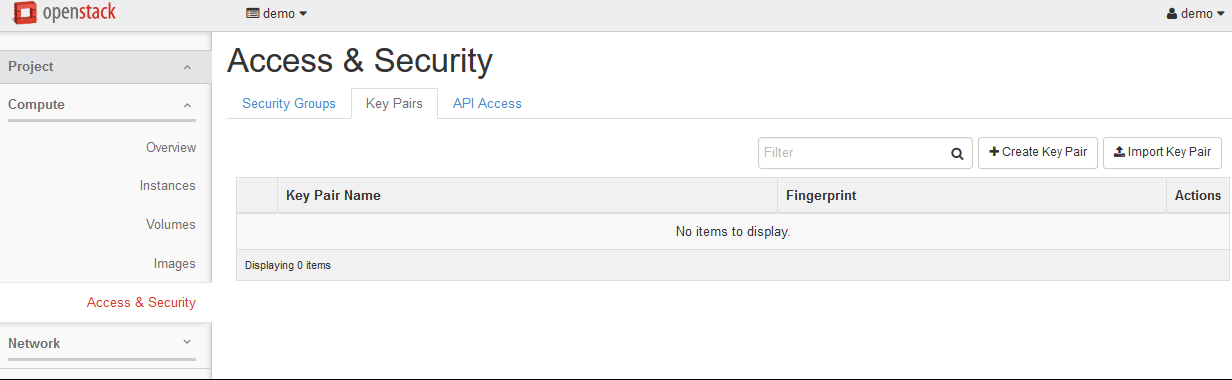 openstack demo demo
Project
Compute
Overview
Instances
Volumes
Images
Access & Security
Network
Access & Security
Security Groups Key Pairs API Access
Filter Create Key Pair Import Key Pair
Key Pair Name Fingerprint Actions
No items to display.
Displaying 0 items